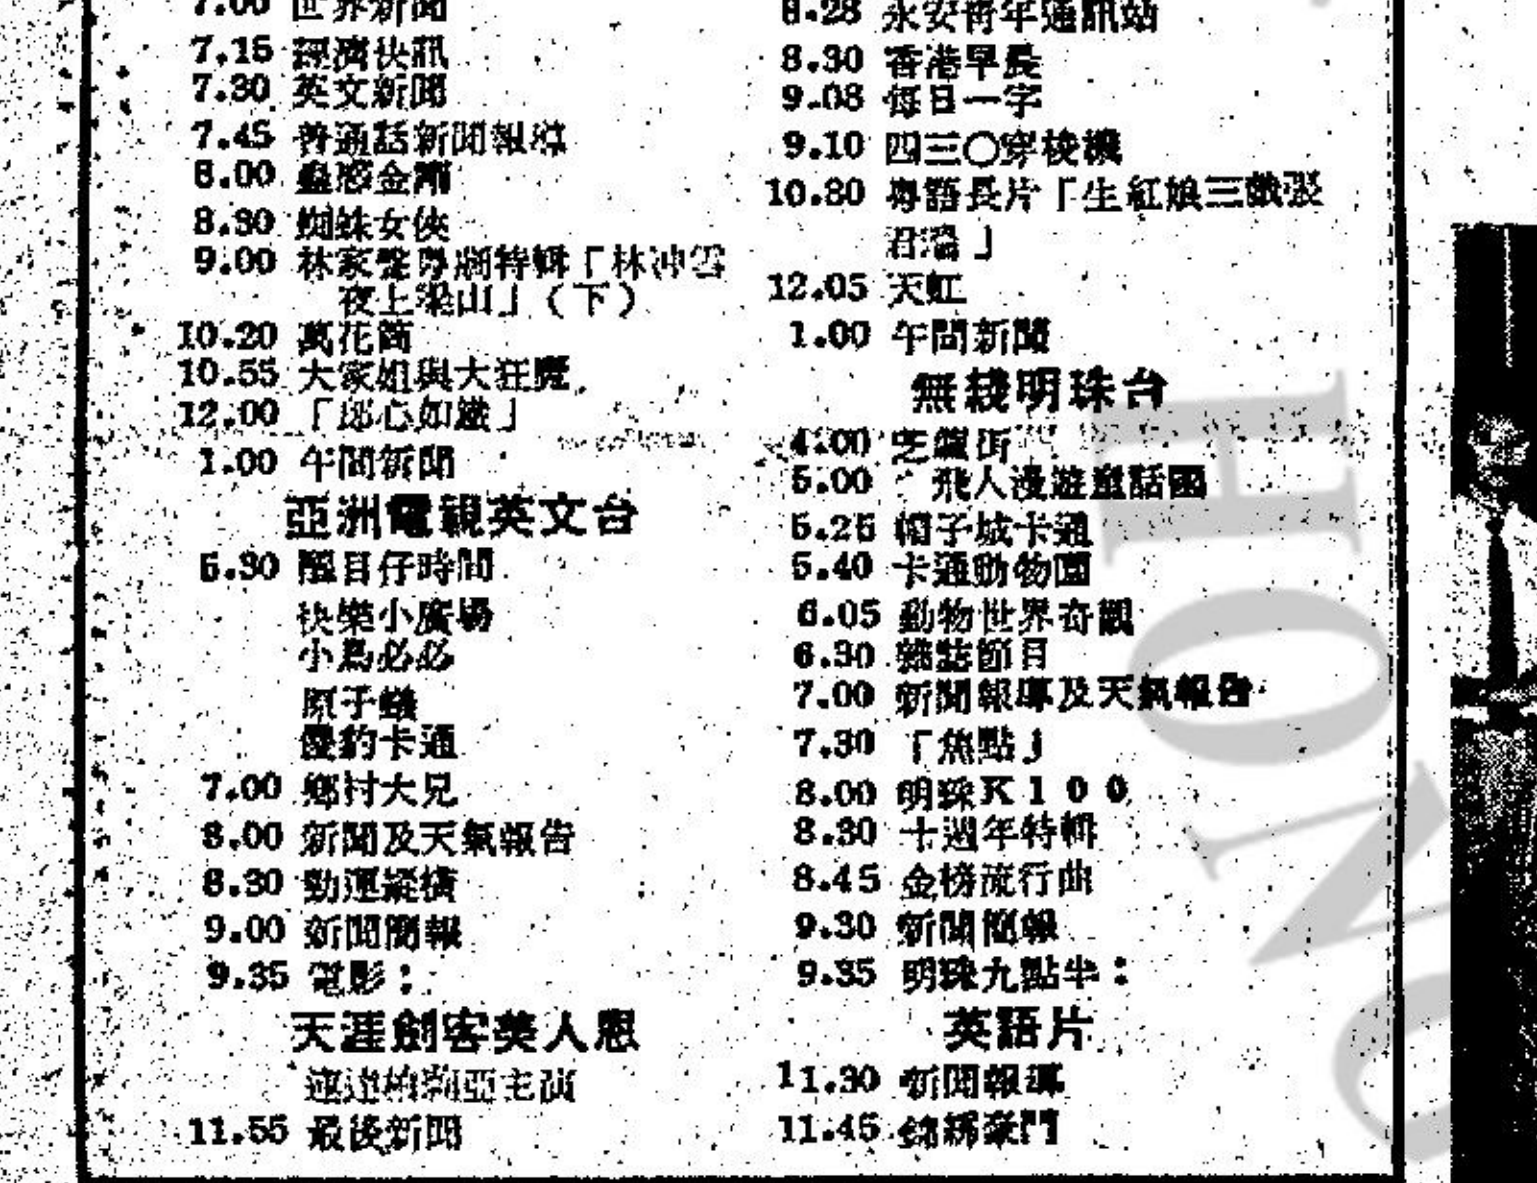 7.00 世界新聞
7.15 經濟快訊
7.30 英文新聞
7.45 普通話新聞報導
8.00 蠱惑金剛
8.30 蜘蛛女俠
9.00 林家聲粵劇特輯「林冲雪
夜上梁山」（下）
10.20 萬花筒
10.55 大家姐與大狂魔
12.00 「郎心如鐵」
1.00 午間新聞
亞洲電視英文台
5.30 醒目仔時間
快樂小廣場
小鳥必必
原子蟻
傻豹卡通
7.00 鄉村大兄
8.00 新聞及天氣報告
8.30 勁運縱橫
9.00 新聞簡報
9.35 電影：
天涯劍客美人恩
主演
11.55 最後新聞
8.28 永安青年通訊站
8.30 香港早晨
9.08 每日一字
9.10 四三〇穿梭機
10.30 粵語長片「生紅娘三戲張
君瑞」
12.05 天虹
1.00 午間新聞
無綫明珠台
4.00 芝麻街
5.00 飛人漫遊童話國
5.25 帽子城卡通
5.40 卡通動物園
6.05 動物世界奇觀
6.30 雜誌節目
7.00 新聞報導及天氣報告
7.30 「焦點」
8.00 明珠K100
8.30 十週年特輯
8.45 金榜流行曲
9.30 新聞簡報
9.35 明珠九點半：
英語片
11.30 新聞報導
11.45 錦繡豪門
HONG